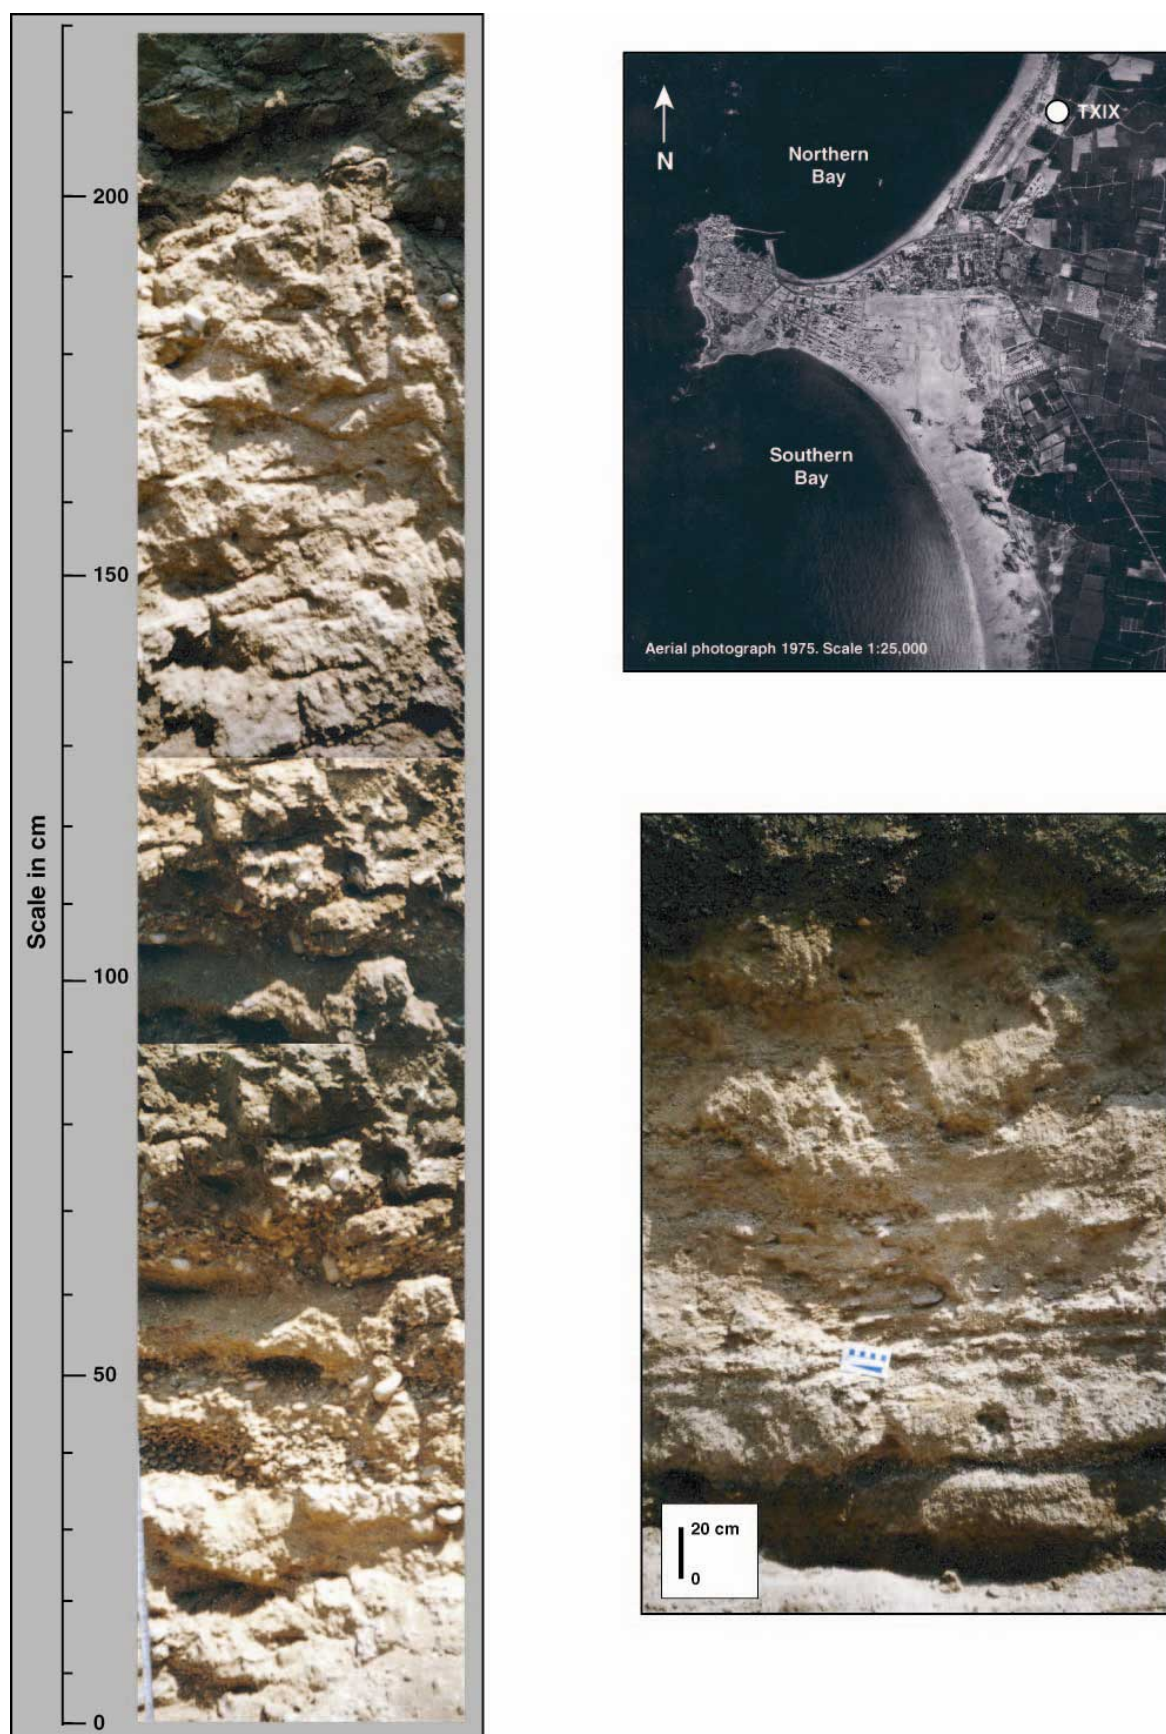 Scale in cm
200
150
100
50
0
N
Northern
Bay
TXIX
Southern
Bay
Aerial photograph 1975. Scale 1:25,000
20 cm
0